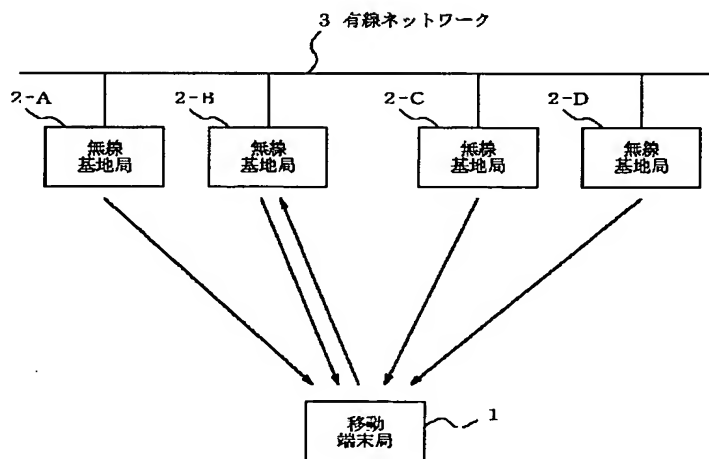 3 有線ネットワーク
2-A
2-B
2-C
2-D
無線
基地局
無線
基地局
無線
基地局
無線
基地局
移動
端末局
1